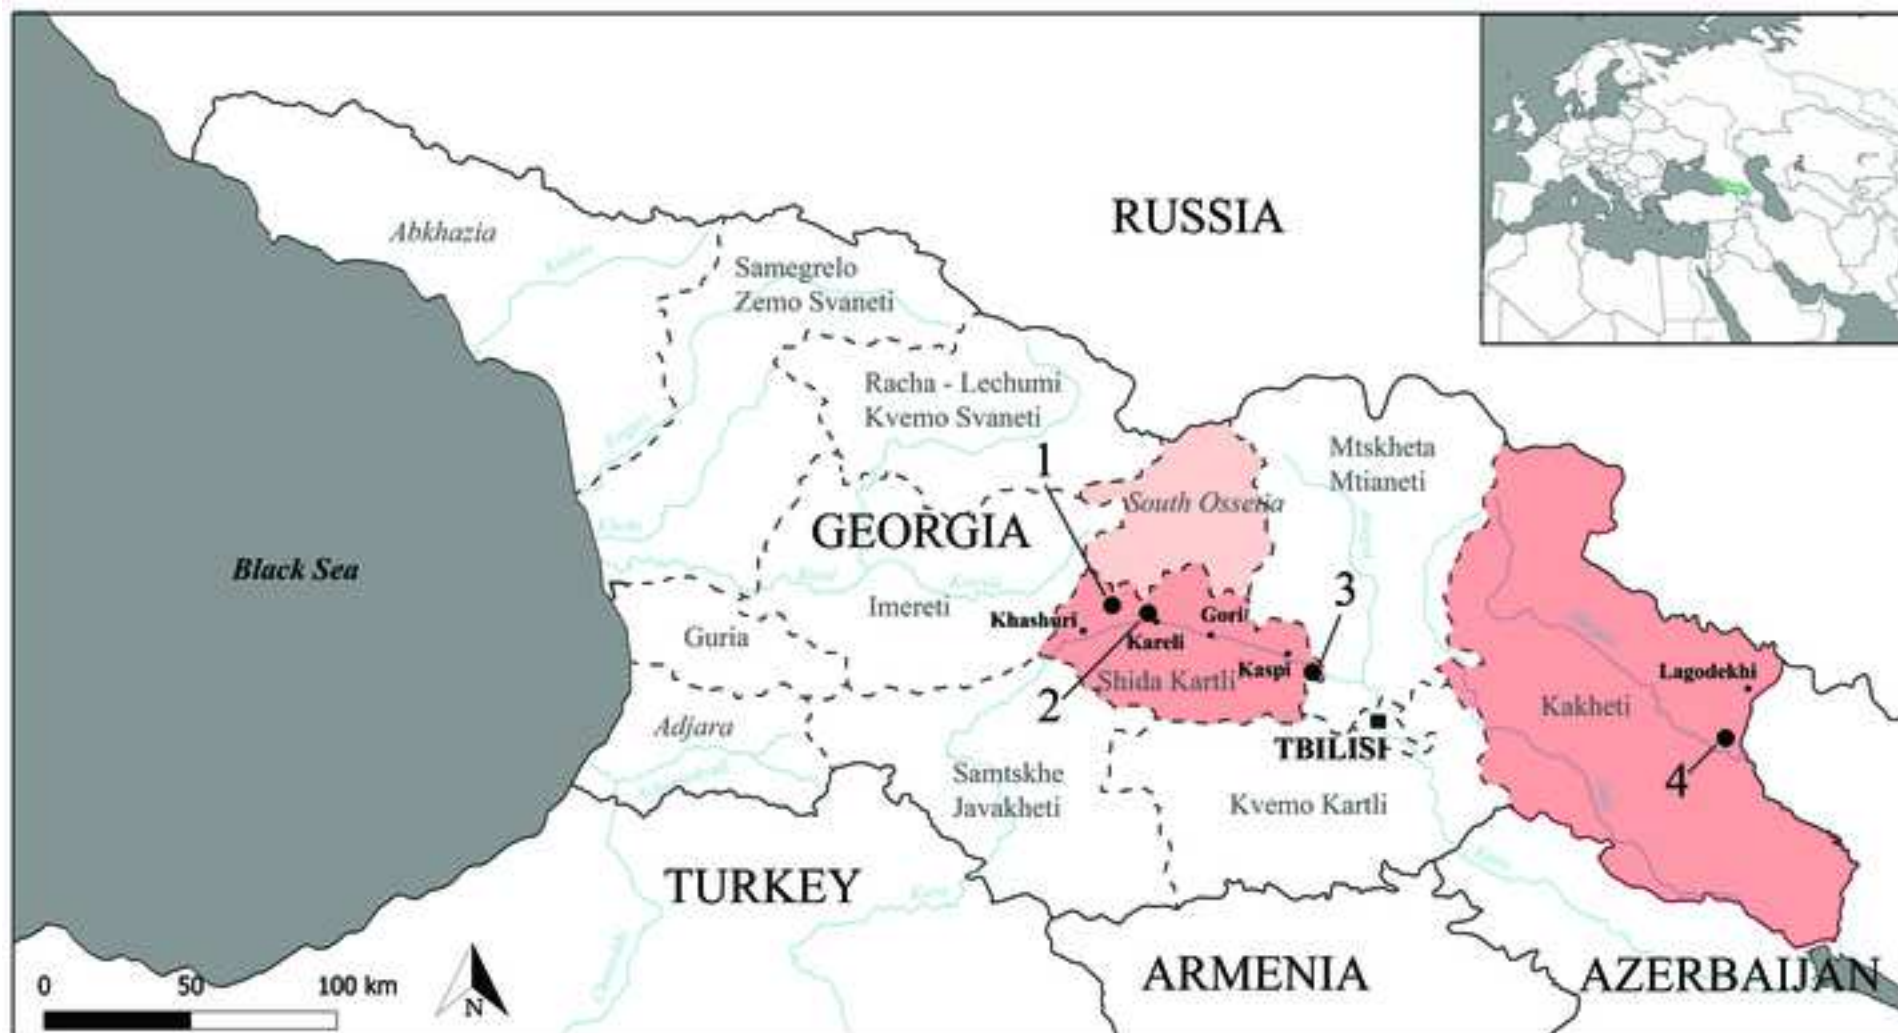 RUSSIA
Abkhazia
Samegrelo
Zemo Svaneti
Racha - Lechumi
Kvemo Svaneti
Mtskheta
Mtianeti
1
South Ossetia
GEORGIA
Black Sea
3
Imereti
Khashuri
Gori
Guria
Kareli
Kaspi
Shida Kartli
Lagodekhi
2
Kakheti
Adjara
TBILISI
4
Samtskhe
Javakheti
Kvemo Kartli
TURKEY
ARMENIA
AZERBAIJAN
0 50 100 km
N